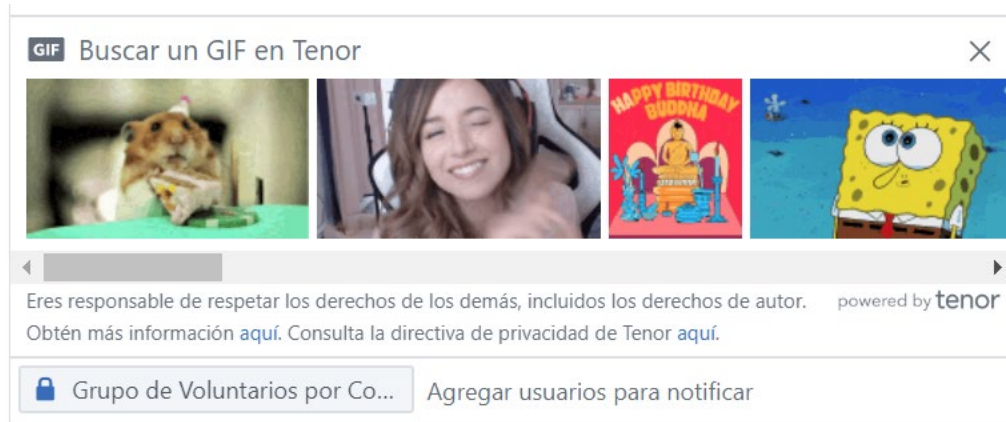 GIF Buscar un GIF en Tenor
HAPPY BIRTHDAY
BUDDHA
Eres responsable de respetar los derechos de los demás, incluidos los derechos de autor. powered by tenor
Obtén más información aquí. Consulta la directiva de privacidad de Tenor aquí.
Grupo de Voluntarios por Co... Agregar usuarios para notificar